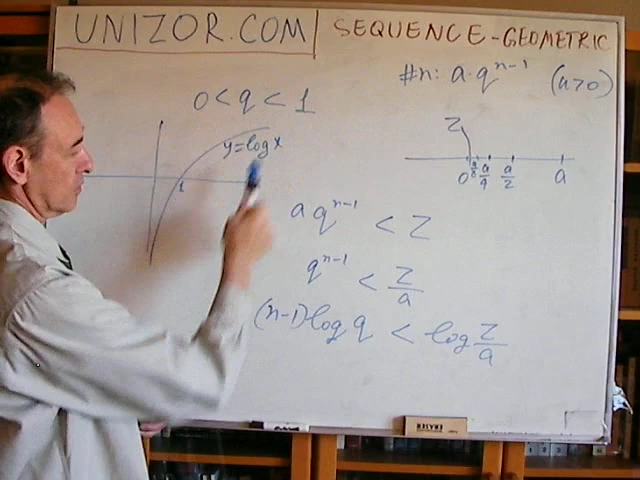 UNIZOR.COM
SEQUENCE-GEOMETRIC
#n: a·q^{n-1} (a>0)
0<q<1
y=log x
1
Z
0 a/8 a/4 a/2 a
a q^{n-1} < Z
q^{n-1} < Z/a
(n-1)log q < log Z/a